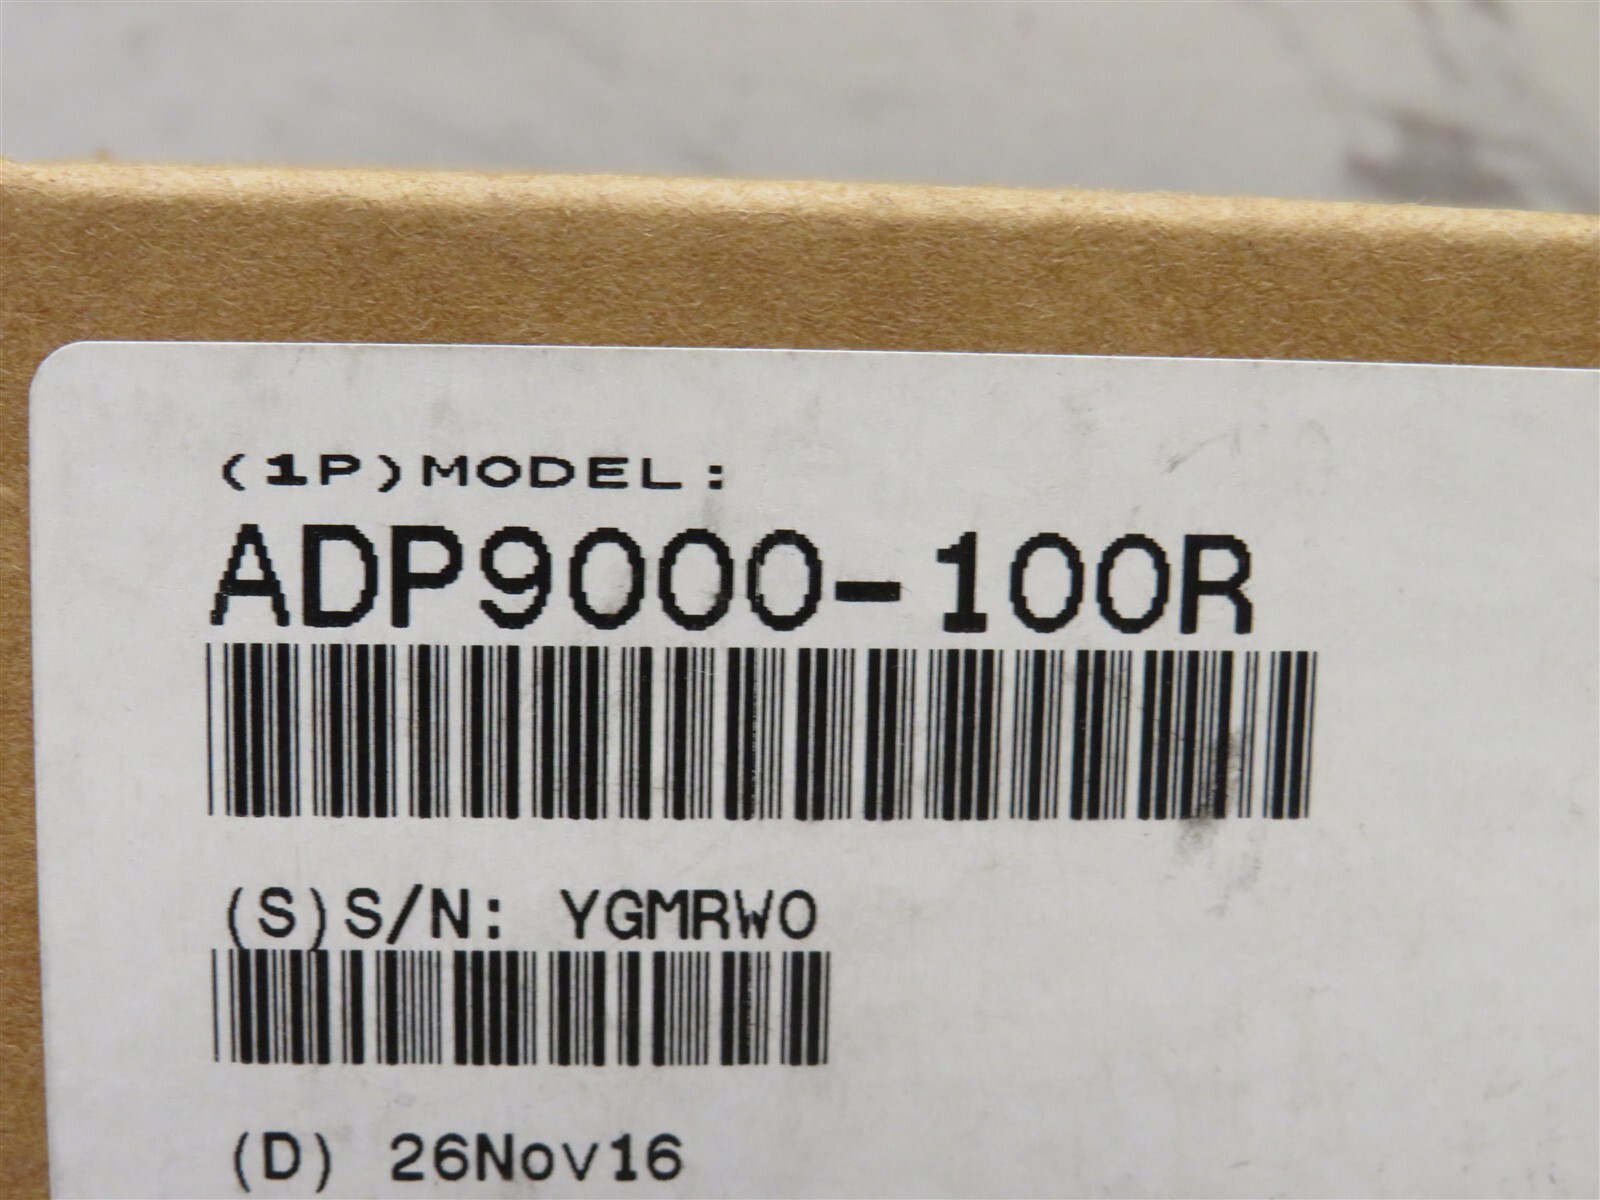 (1P)MODEL:
ADP9000-100R
(S)S/N: YGMRW0
(D) 26Nov16